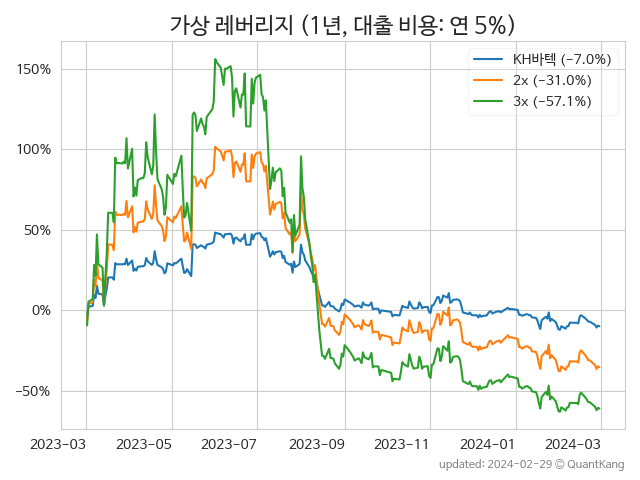 가상 레버리지 (1년, 대출 비용: 연 5%)
KH바텍 (−7.0%)
2x (−31.0%)
3x (−57.1%)
150%
100%
50%
0%
−50%
2023-03 2023-05 2023-07 2023-09 2023-11 2024-01 2024-03
updated: 2024-02-29 ⓒ QuantKang